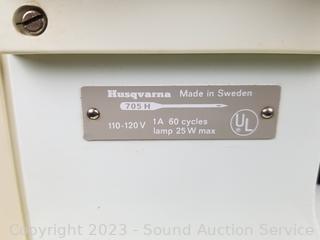 Husqvarna Made in Sweden
705 H
110-120 V 1A 60 cycles
lamp 25 W max
UL
Copyright 2023 - Sound Auction Service